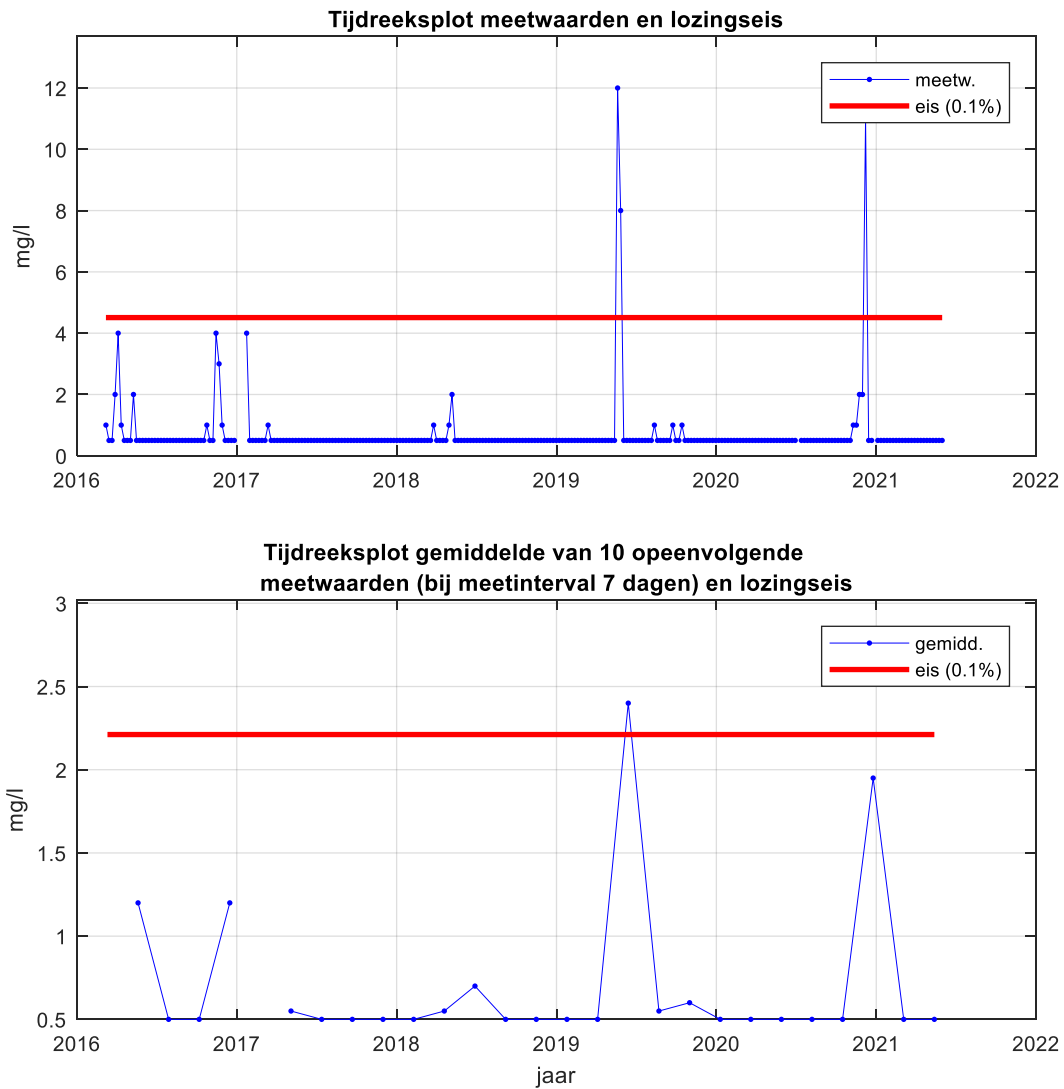 Tijdreeksplot meetwaarden en lozingseis
12
10
8
6
4
2
0
mg/l
meetw.
eis (0.1%)
2016 2017 2018 2019 2020 2021 2022
Tijdreeksplot gemiddelde van 10 opeenvolgende
meetwaarden (bij meetinterval 7 dagen) en lozingseis
3
2.5
2
1.5
1
0.5
mg/l
gemidd.
eis (0.1%)
2016 2017 2018 2019 2020 2021 2022
jaar